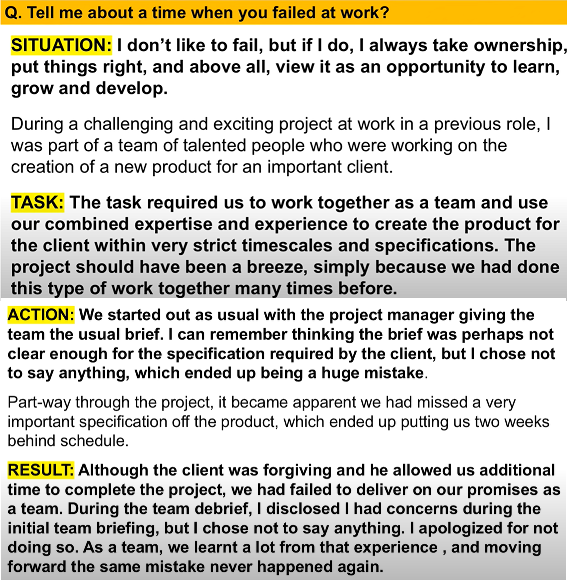 Q. Tell me about a time when you failed at work?
SITUATION: I don't like to fail, but if I do, I always take ownership,
put things right, and above all, view it as an opportunity to learn,
grow and develop.
During a challenging and exciting project at work in a previous role, I
was part of a team of talented people who were working on the
creation of a new product for an important client.
TASK: The task required us to work together as a team and use
our combined expertise and experience to create the product for
the client within very strict timescales and specifications. The
project should have been a breeze, simply because we had done
this type of work together many times before.
ACTION: We started out as usual with the project manager giving the
team the usual brief. I can remember thinking the brief was perhaps not
clear enough for the specification required by the client, but I chose not
to say anything, which ended up being a huge mistake.
Part-way through the project, it became apparent we had missed a very
important specification off the product, which ended up putting us two weeks
behind schedule.
RESULT: Although the client was forgiving and he allowed us additional
time to complete the project, we had failed to deliver on our promises as
a team. During the team debrief, I disclosed I had concerns during the
initial team briefing, but I chose not to say anything. I apologized for not
doing so. As a team, we learnt a lot from that experience , and moving
forward the same mistake never happened again.